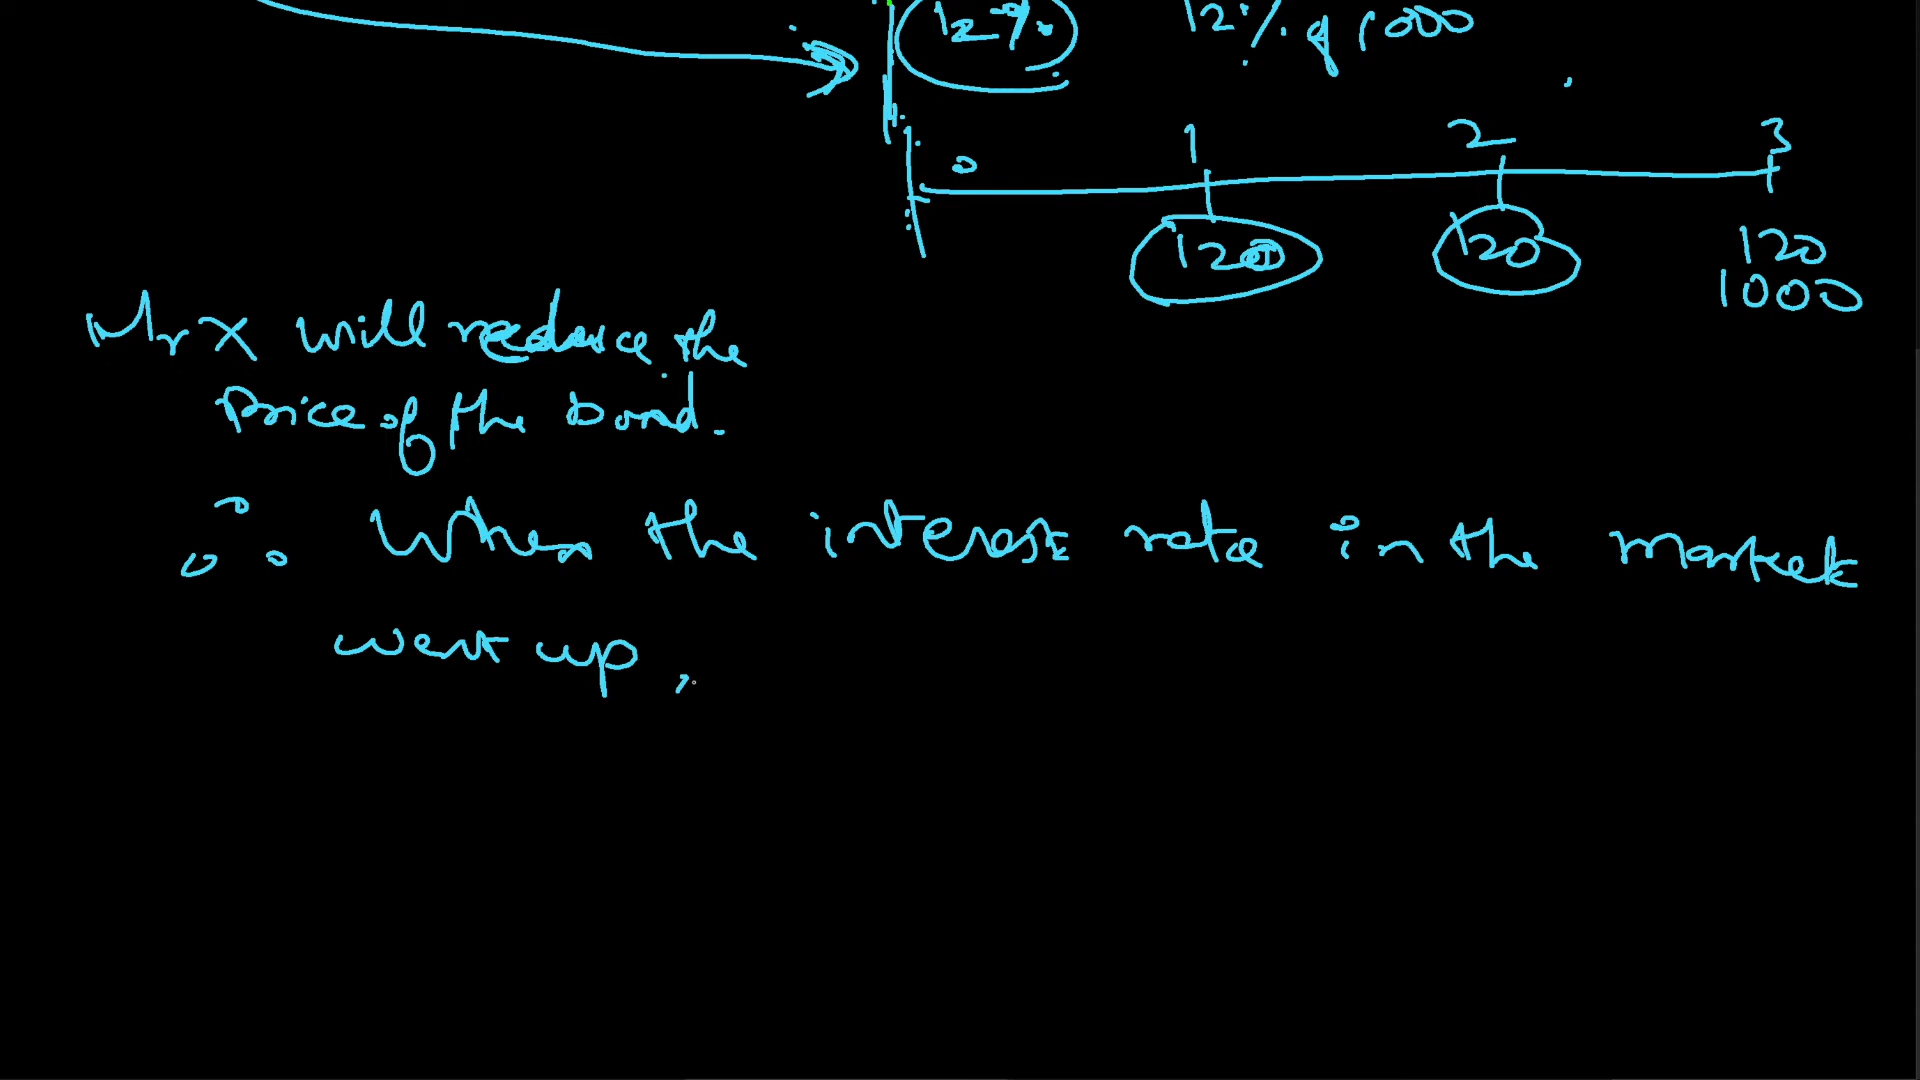 12% 12% of 1000
0 1 2 3
120 120 120
1000
Mr X will reduce the
Price of the bond.
∴ When the interest rate in the market
went up,